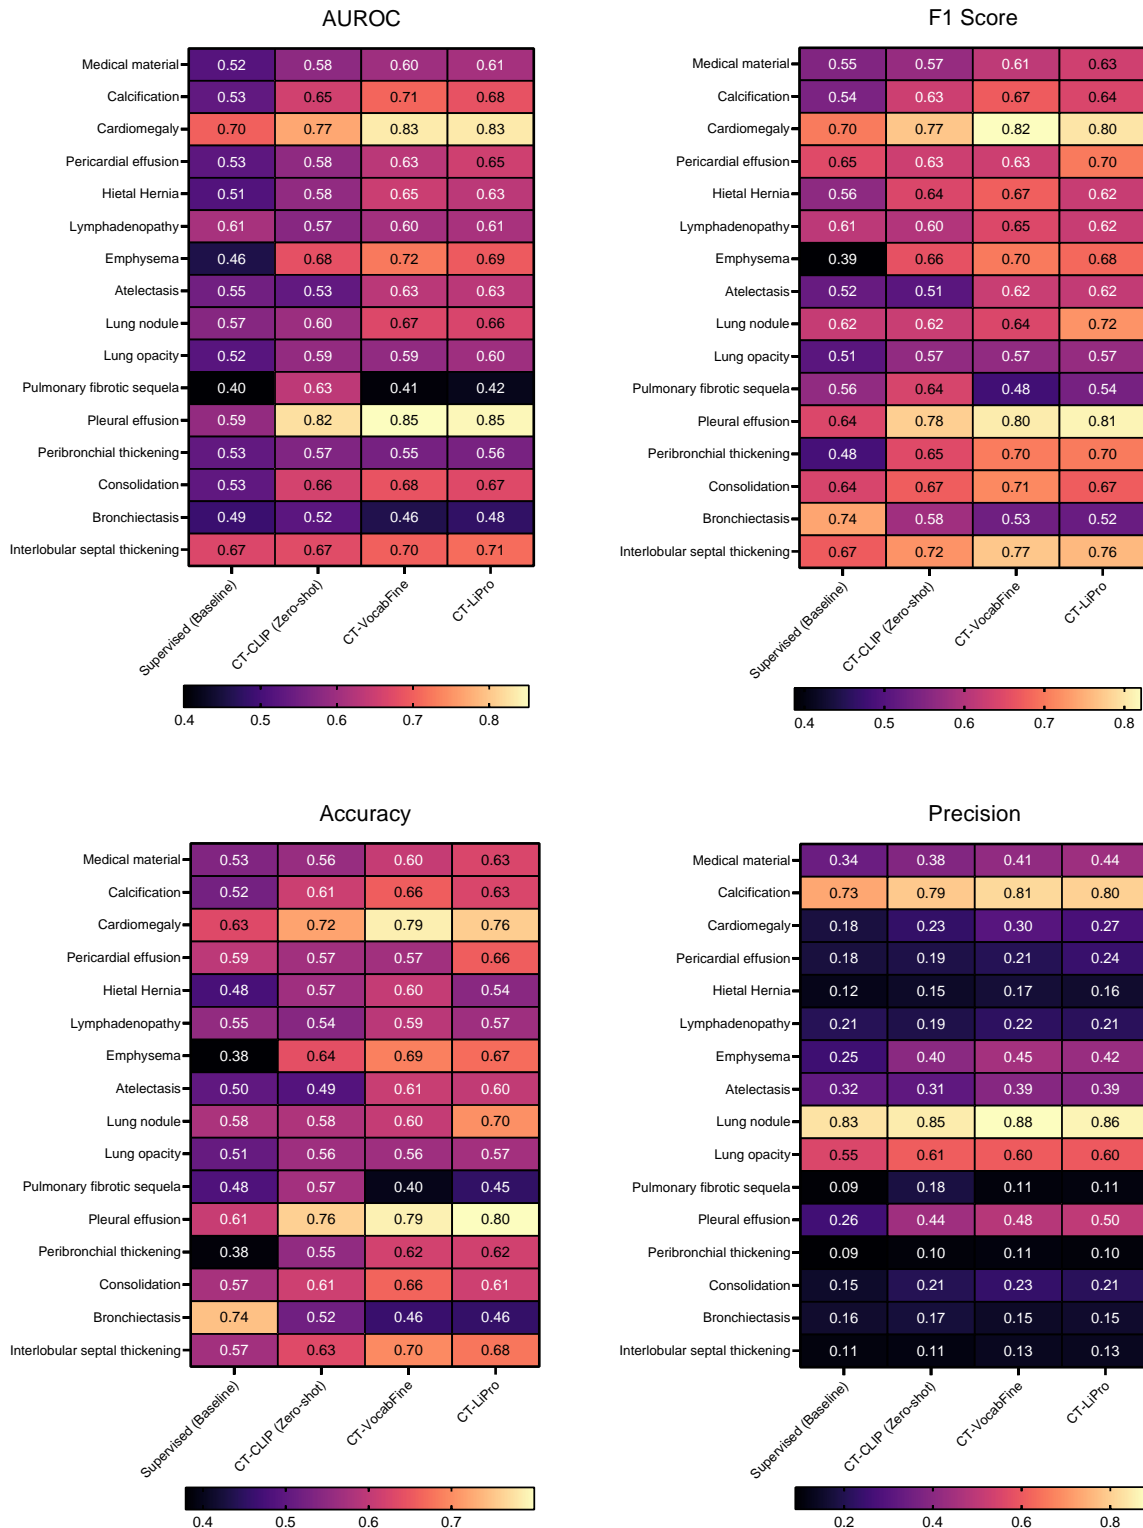 AUROC
Medical material 0.52 0.58 0.60 0.61
Calcification 0.53 0.65 0.71 0.68
Cardiomegaly 0.70 0.77 0.83 0.83
Pericardial effusion 0.53 0.58 0.63 0.65
Hietal Hernia 0.51 0.58 0.65 0.63
Lymphadenopathy 0.61 0.57 0.60 0.61
Emphysema 0.46 0.68 0.72 0.69
Atelectasis 0.55 0.53 0.63 0.63
Lung nodule 0.57 0.60 0.67 0.66
Lung opacity 0.52 0.59 0.59 0.60
Pulmonary fibrotic sequela 0.40 0.63 0.41 0.42
Pleural effusion 0.59 0.82 0.85 0.85
Peribronchial thickening 0.53 0.57 0.55 0.56
Consolidation 0.53 0.66 0.68 0.67
Bronchiectasis 0.49 0.52 0.46 0.48
Interlobular septal thickening 0.67 0.67 0.70 0.71
Supervised (Baseline)
CT-CLIP (Zero-shot)
CT-VocabFine
CT-LiPro
0.4 0.5 0.6 0.7 0.8
F1 Score
Medical material 0.55 0.57 0.61 0.63
Calcification 0.54 0.63 0.67 0.64
Cardiomegaly 0.70 0.77 0.82 0.80
Pericardial effusion 0.65 0.63 0.63 0.70
Hietal Hernia 0.56 0.64 0.67 0.62
Lymphadenopathy 0.61 0.60 0.65 0.62
Emphysema 0.39 0.66 0.70 0.68
Atelectasis 0.52 0.51 0.62 0.62
Lung nodule 0.62 0.62 0.64 0.72
Lung opacity 0.51 0.57 0.57 0.57
Pulmonary fibrotic sequela 0.56 0.64 0.48 0.54
Pleural effusion 0.64 0.78 0.80 0.81
Peribronchial thickening 0.48 0.65 0.70 0.70
Consolidation 0.64 0.67 0.71 0.67
Bronchiectasis 0.74 0.58 0.53 0.52
Interlobular septal thickening 0.67 0.72 0.77 0.76
Supervised (Baseline)
CT-CLIP (Zero-shot)
CT-VocabFine
CT-LiPro
0.4 0.5 0.6 0.7 0.8
Accuracy
Medical material 0.53 0.56 0.60 0.63
Calcification 0.52 0.61 0.66 0.63
Cardiomegaly 0.63 0.72 0.79 0.76
Pericardial effusion 0.59 0.57 0.57 0.66
Hietal Hernia 0.48 0.57 0.60 0.54
Lymphadenopathy 0.55 0.54 0.59 0.57
Emphysema 0.38 0.64 0.69 0.67
Atelectasis 0.50 0.49 0.61 0.60
Lung nodule 0.58 0.58 0.60 0.70
Lung opacity 0.51 0.56 0.56 0.57
Pulmonary fibrotic sequela 0.48 0.57 0.40 0.45
Pleural effusion 0.61 0.76 0.79 0.80
Peribronchial thickening 0.38 0.55 0.62 0.62
Consolidation 0.57 0.61 0.66 0.61
Bronchiectasis 0.74 0.52 0.46 0.46
Interlobular septal thickening 0.57 0.63 0.70 0.68
Supervised (Baseline)
CT-CLIP (Zero-shot)
CT-VocabFine
CT-LiPro
0.4 0.5 0.6 0.7
Precision
Medical material 0.34 0.38 0.41 0.44
Calcification 0.73 0.79 0.81 0.80
Cardiomegaly 0.18 0.23 0.30 0.27
Pericardial effusion 0.18 0.19 0.21 0.24
Hietal Hernia 0.12 0.15 0.17 0.16
Lymphadenopathy 0.21 0.19 0.22 0.21
Emphysema 0.25 0.40 0.45 0.42
Atelectasis 0.32 0.31 0.39 0.39
Lung nodule 0.83 0.85 0.88 0.86
Lung opacity 0.55 0.61 0.60 0.60
Pulmonary fibrotic sequela 0.09 0.18 0.11 0.11
Pleural effusion 0.26 0.44 0.48 0.50
Peribronchial thickening 0.09 0.10 0.11 0.10
Consolidation 0.15 0.21 0.23 0.21
Bronchiectasis 0.16 0.17 0.15 0.15
Interlobular septal thickening 0.11 0.11 0.13 0.13
Supervised (Baseline)
CT-CLIP (Zero-shot)
CT-VocabFine
CT-LiPro
0.2 0.4 0.6 0.8